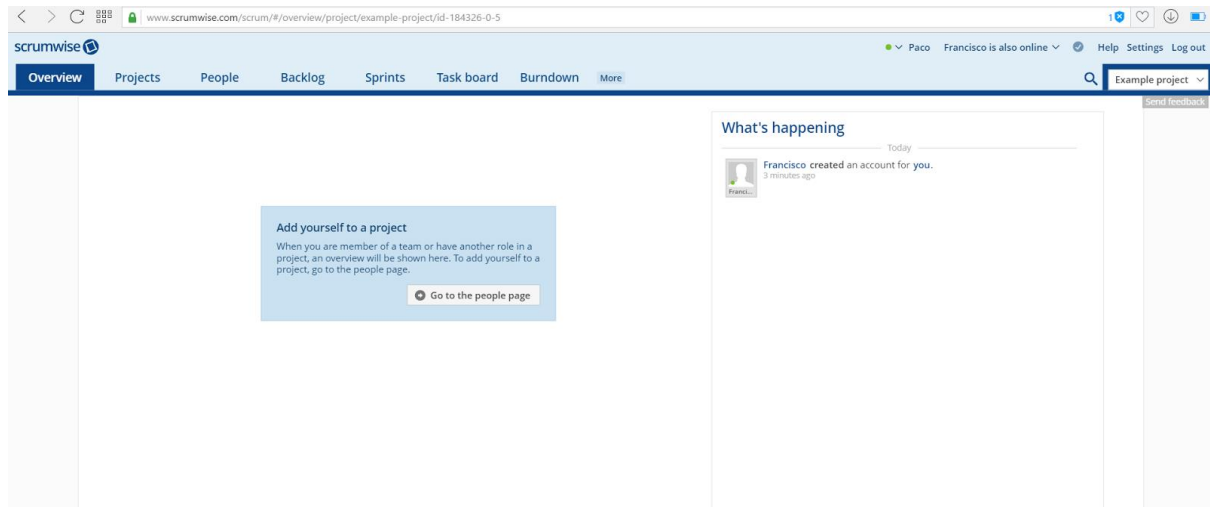 www.scrumwise.com/scrum/#/overview/project/example-project/id-184326-0-5
1
scrumwise
Paco Francisco is also online Help Settings Log out
Overview Projects People Backlog Sprints Task board Burndown More
Example project
Send feedback
What's happening
Today
Francisco created an account for you.
3 minutes ago
Franci...
Add yourself to a project
When you are member of a team or have another role in a
project, an overview will be shown here. To add yourself to a
project, go to the people page.
Go to the people page